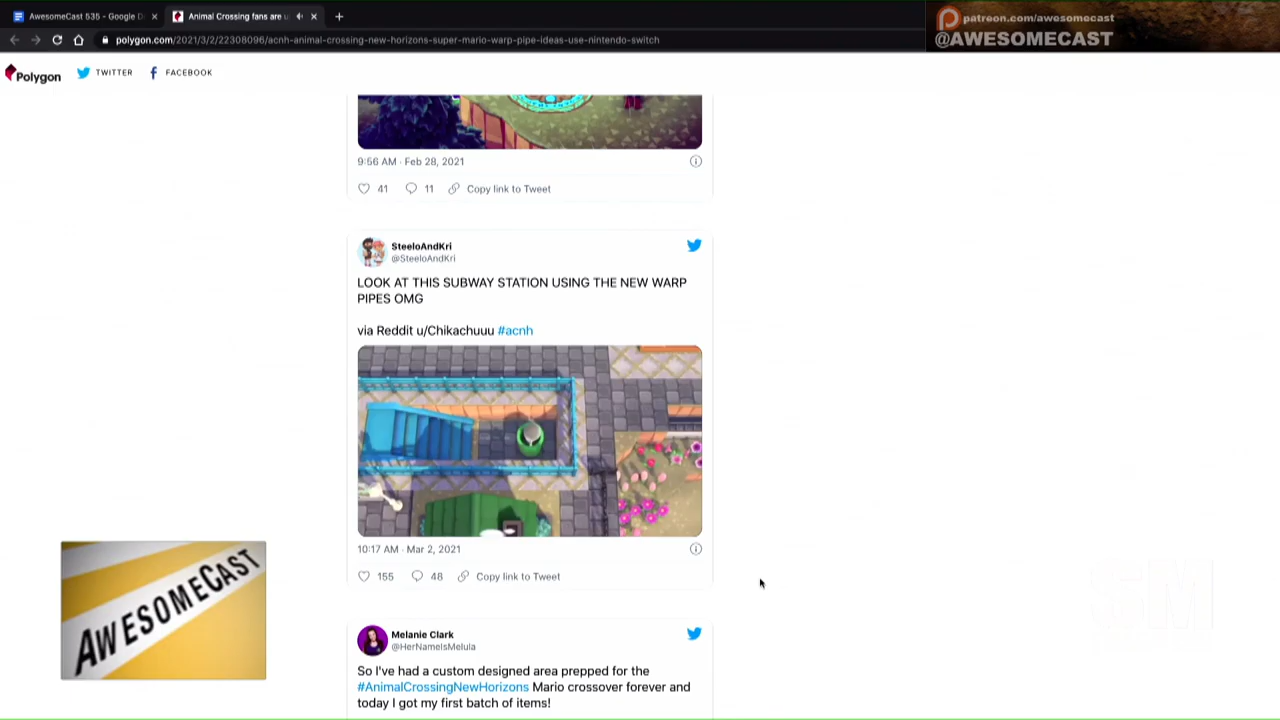 AwesomeCast 535 - Google D
Animal Crossing fans are u
patreon.com/awesomecast
@AWESOMECAST
polygon.com/2021/3/2/22308096/acnh-animal-crossing-new-horizons-super-mario-warp-pipe-ideas-use-nintendo-switch
Polygon
TWITTER
FACEBOOK
9:56 AM · Feb 28, 2021
41 11 Copy link to Tweet
SteeloAndKri
@SteeloAndKri
LOOK AT THIS SUBWAY STATION USING THE NEW WARP
PIPES OMG
via Reddit u/Chikachuuu #acnh
10:17 AM · Mar 2, 2021
155 48 Copy link to Tweet
AWESOMECAST
SM
Melanie Clark
@HerNameIsMelula
So I've had a custom designed area prepped for the
#AnimalCrossingNewHorizons Mario crossover forever and
today I got my first batch of items!